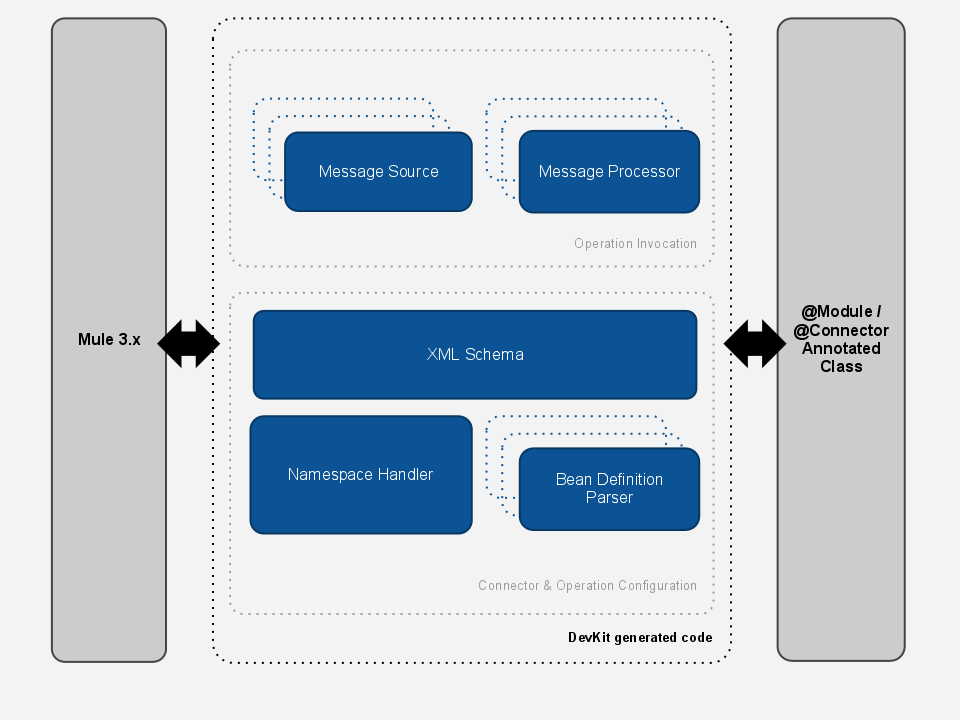 Message Source
Message Processor
Operation Invocation
Mule 3.x
XML Schema
@Module /
@Connector
Annotated
Class
Namespace Handler
Bean Definition
Parser
Connector & Operation Configuration
DevKit generated code